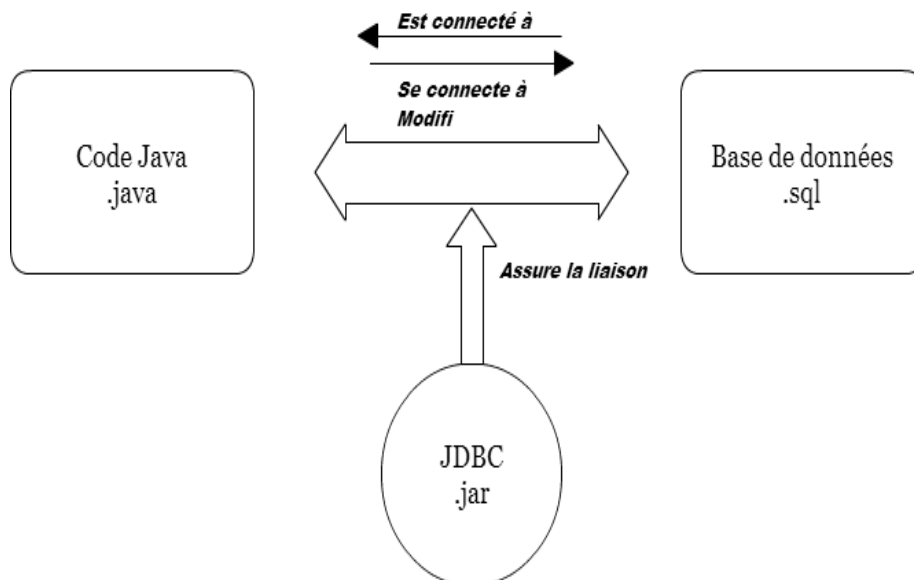 Est connecté à
Se connecte à
Modifi
Code Java
.java
Base de données
.sql
Assure la liaison
JDBC
.jar